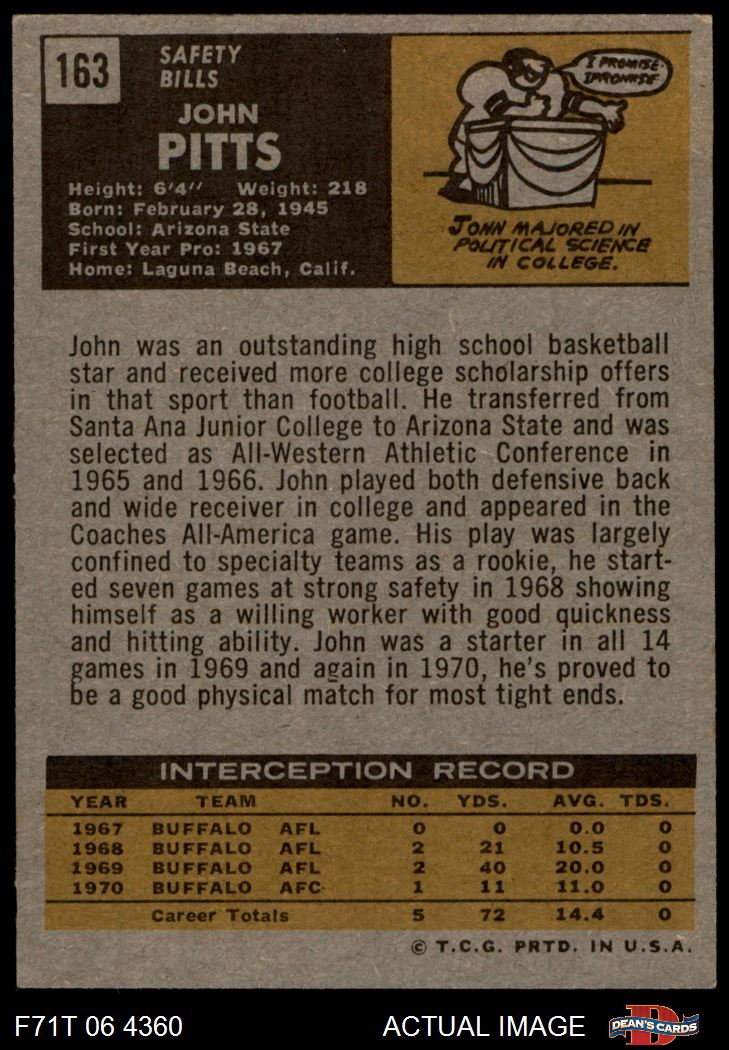 163
SAFETY
BILLS
JOHN
PITTS
Height: 6'4" Weight: 218
Born: February 28, 1945
School: Arizona State
First Year Pro: 1967
Home: Laguna Beach, Calif.
I PROMISE
IPROMISE
JOHN MAJORED IN
POLITICAL SCIENCE
IN COLLEGE.
John was an outstanding high school basketball
star and received more college scholarship offers
in that sport than football. He transferred from
Santa Ana Junior College to Arizona State and was
selected as All-Western Athletic Conference in
1965 and 1966. John played both defensive back
and wide receiver in college and appeared in the
Coaches All-America game. His play was largely
confined to specialty teams as a rookie, he start-
ed seven games at strong safety in 1968 showing
himself as a willing worker with good quickness
and hitting ability. John was a starter in all 14
games in 1969 and again in 1970, he's proved to
be a good physical match for most tight ends.
INTERCEPTION RECORD
YEAR TEAM NO. YDS. AVG. TDS.
1967 BUFFALO AFL 0 0 0.0 0
1968 BUFFALO AFL 2 21 10.5 0
1969 BUFFALO AFL 2 40 20.0 0
1970 BUFFALO AFC 1 11 11.0 0
Career Totals 5 72 14.4 0
© T.C.G. PRTD. IN U.S.A.
F71T 06 4360 ACTUAL IMAGE
D
DEAN'S CARDS